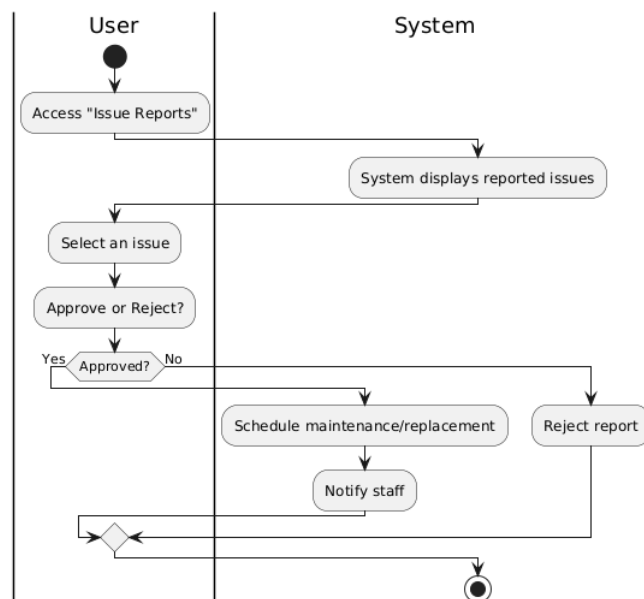 User
System
Access "Issue Reports"
System displays reported issues
Select an issue
Approve or Reject?
Yes
Approved?
No
Schedule maintenance/replacement
Reject report
Notify staff